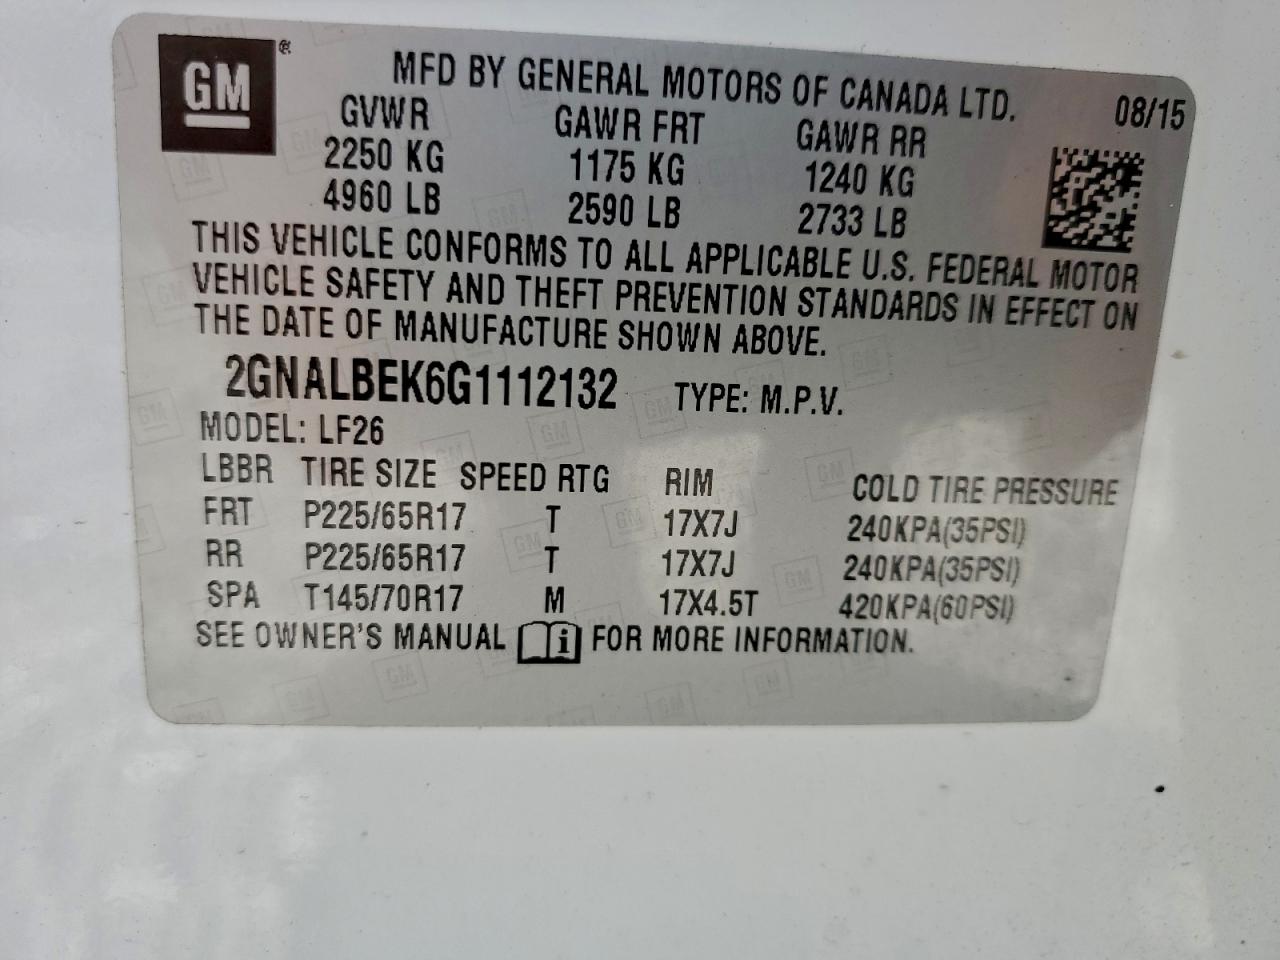 GM®
MFD BY GENERAL MOTORS OF CANADA LTD. 08/15
GVWR GAWR FRT GAWR RR
2250 KG 1175 KG 1240 KG
4960 LB 2590 LB 2733 LB
THIS VEHICLE CONFORMS TO ALL APPLICABLE U.S. FEDERAL MOTOR
VEHICLE SAFETY AND THEFT PREVENTION STANDARDS IN EFFECT ON
THE DATE OF MANUFACTURE SHOWN ABOVE.
2GNALBEK6G1112132 TYPE: M.P.V.
MODEL: LF26
LBBR TIRE SIZE SPEED RTG RIM COLD TIRE PRESSURE
FRT P225/65R17 T 17X7J 240KPA(35PSI)
RR P225/65R17 T 17X7J 240KPA(35PSI)
SPA T145/70R17 M 17X4.5T 420KPA(60PSI)
SEE OWNER'S MANUAL i FOR MORE INFORMATION.